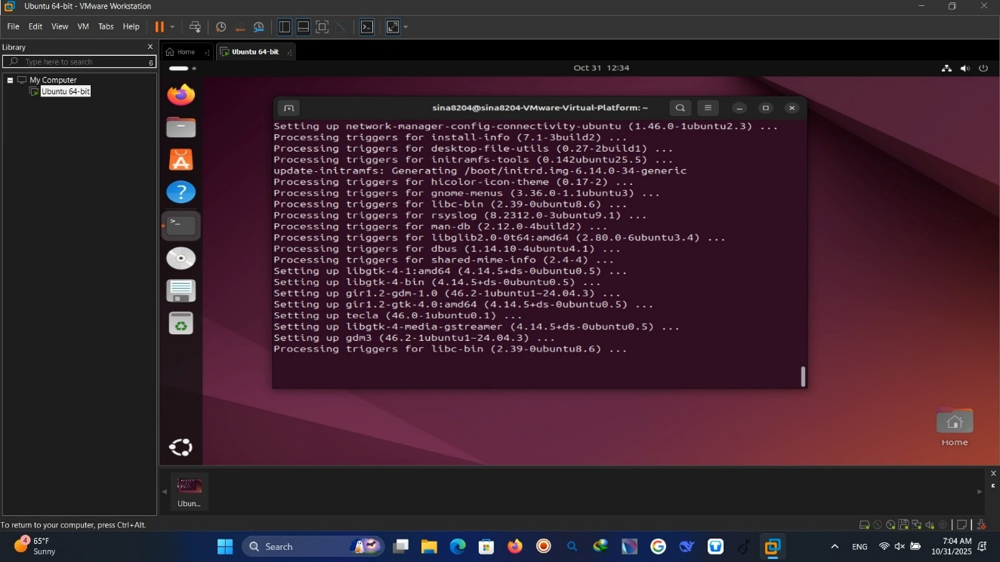 Ubuntu 64-bit - VMware Workstation
File Edit View VM Tabs Help
Library
Type here to search
My Computer
Ubuntu 64-bit
Home
Ubuntu 64-bit
Oct 31 12:34
sina8204@sina8204-VMware-Virtual-Platform: ~
Setting up network-manager-config-connectivity-ubuntu (1.46.0-1ubuntu2.3) ...
Processing triggers for install-info (7.1-3build2) ...
Processing triggers for desktop-file-utils (0.27-2build1) ...
Processing triggers for initramfs-tools (0.142ubuntu25.5) ...
update-initramfs: Generating /boot/initrd.img-6.14.0-34-generic
Processing triggers for hicolor-icon-theme (0.17-2) ...
Processing triggers for gnome-menus (3.36.0-1.1ubuntu3) ...
Processing triggers for libc-bin (2.39-0ubuntu8.6) ...
Processing triggers for rsyslog (8.2312.0-3ubuntu9.1) ...
Processing triggers for man-db (2.12.0-4build2) ...
Processing triggers for libglib2.0-0t64:amd64 (2.80.0-6ubuntu3.4) ...
Processing triggers for dbus (1.14.10-4ubuntu4.1) ...
Processing triggers for shared-mime-info (2.4-4) ...
Setting up libgtk-4-1:amd64 (4.14.5+ds-0ubuntu0.5) ...
Setting up libgtk-4-bin (4.14.5+ds-0ubuntu0.5) ...
Setting up gir1.2-gdm-1.0 (46.2-1ubuntu1~24.04.3) ...
Setting up gir1.2-gtk-4.0:amd64 (4.14.5+ds-0ubuntu0.5) ...
Setting up tecla (46.0-1ubuntu0.1) ...
Setting up libgtk-4-media-gstreamer (4.14.5+ds-0ubuntu0.5) ...
Setting up gdm3 (46.2-1ubuntu1~24.04.3) ...
Processing triggers for libc-bin (2.39-0ubuntu8.6) ...
Home
Ubun...
To return to your computer, press Ctrl+Alt.
4
65°F
Sunny
Search
ENG
7:04 AM
10/31/2025